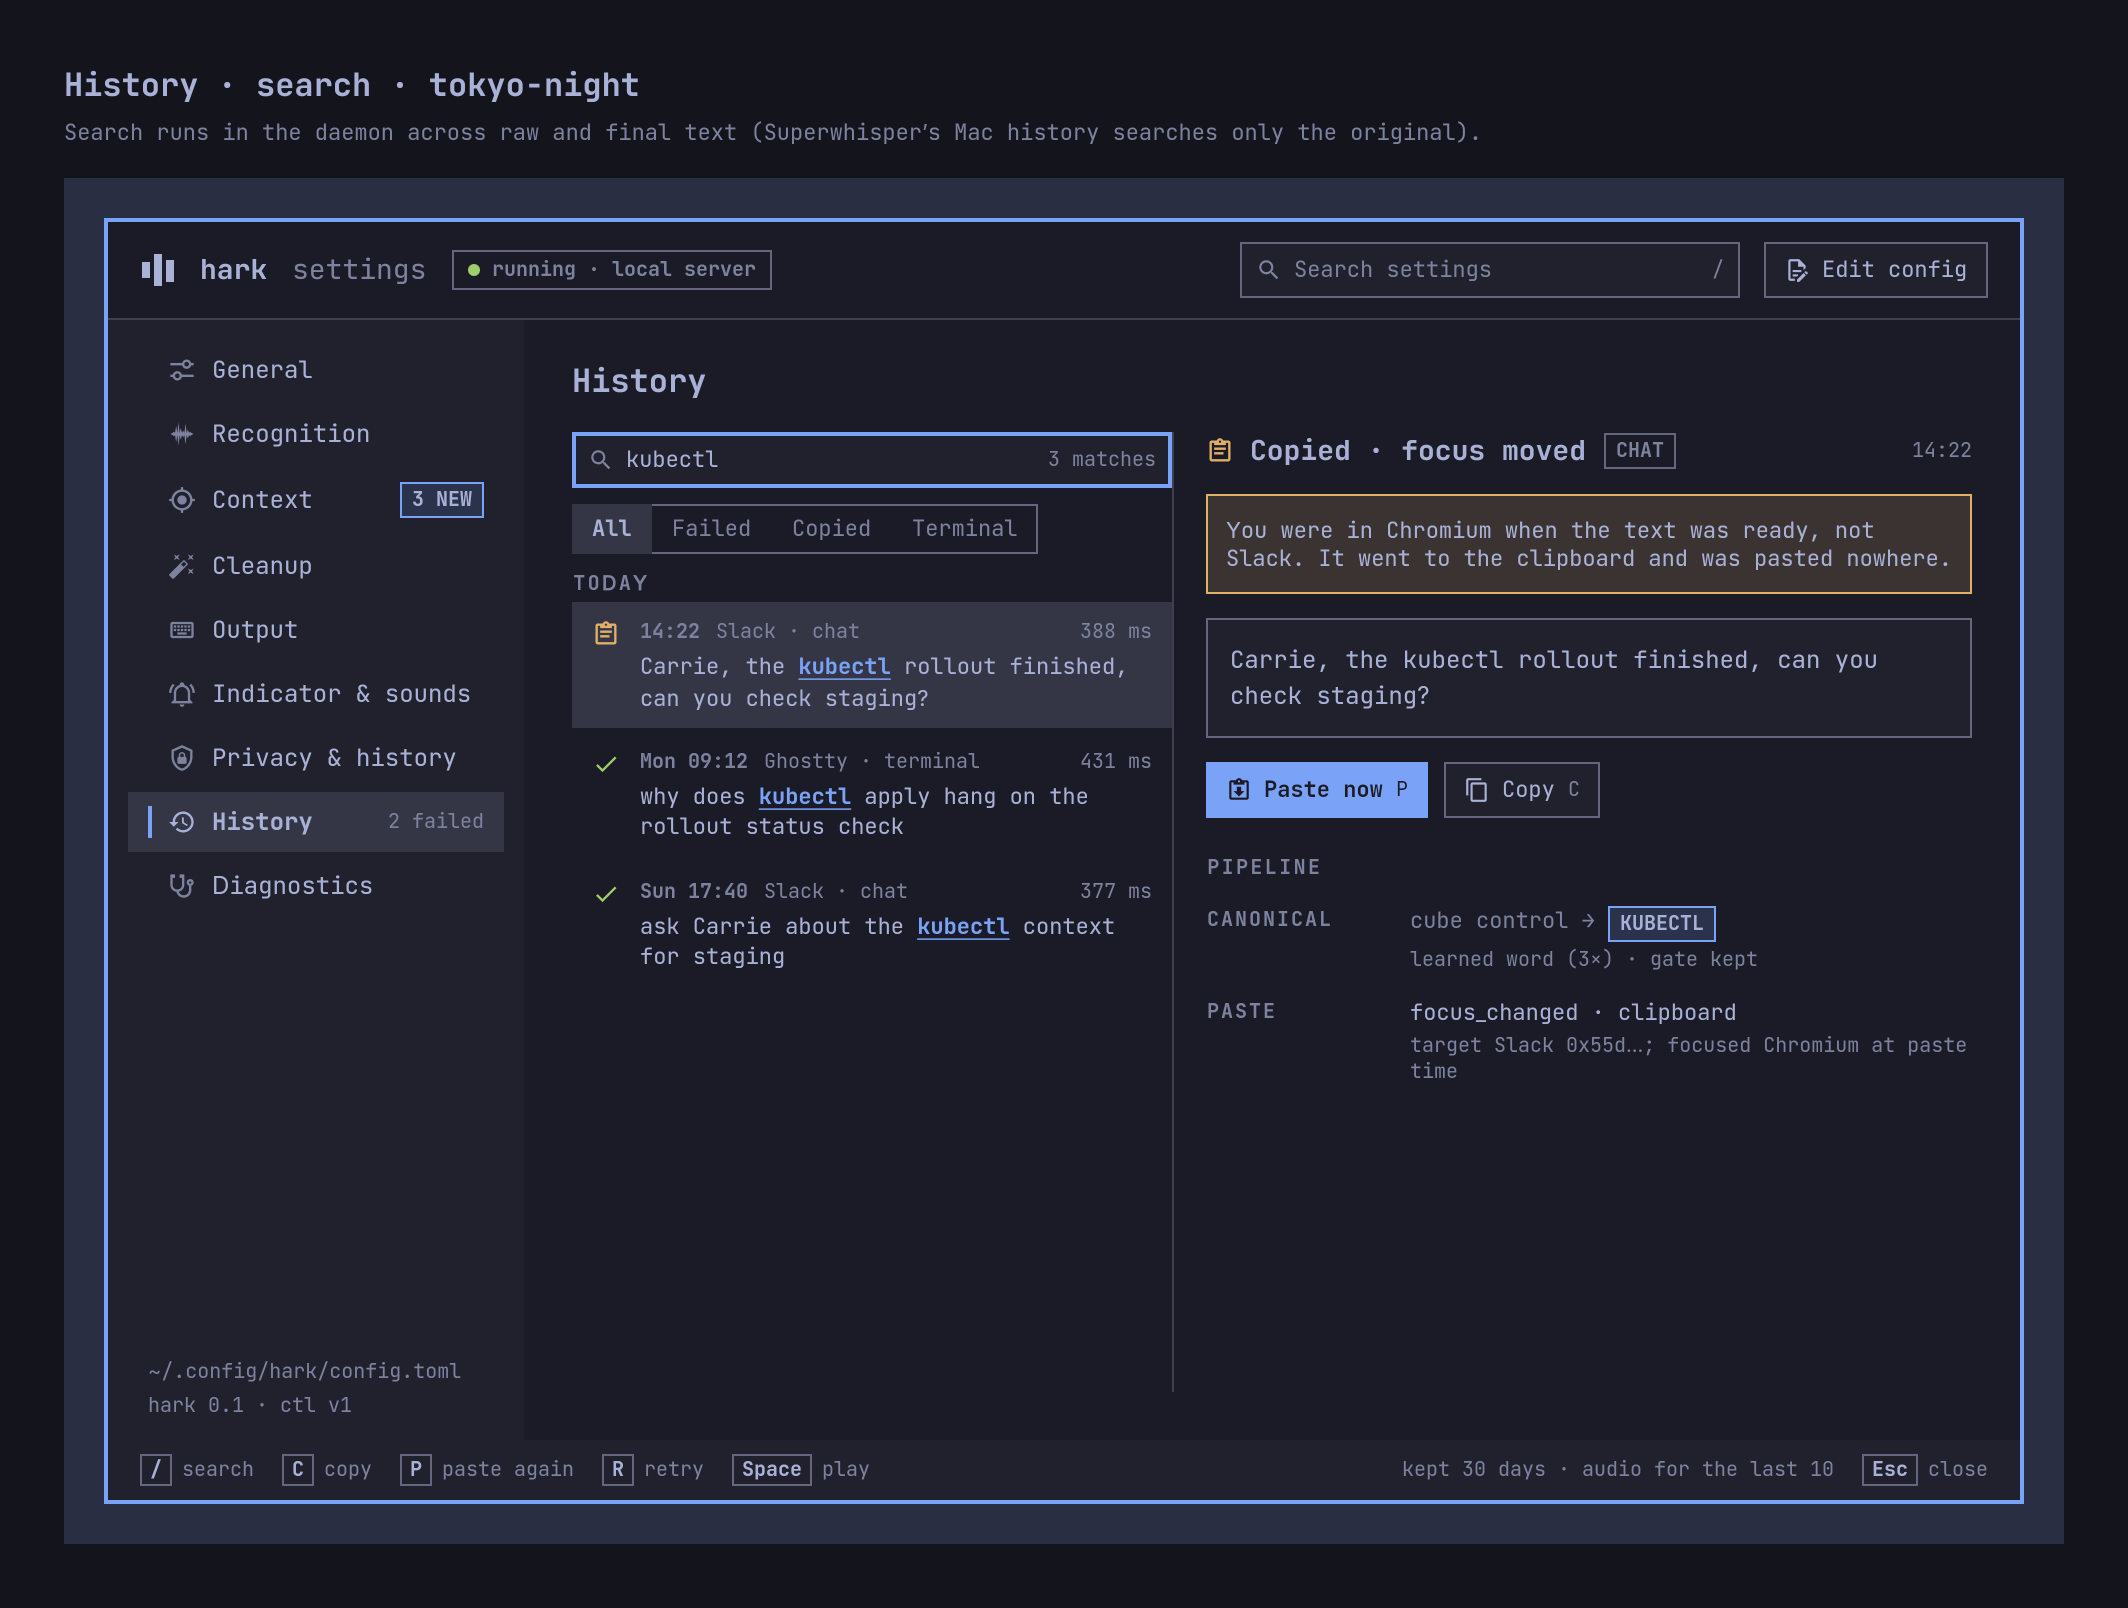 History · search · tokyo-night
Search runs in the daemon across raw and final text (Superwhisper's Mac history searches only the original).
hark settings
running · local server
Search settings /
Edit config
General
Recognition
Context 3 NEW
Cleanup
Output
Indicator & sounds
Privacy & history
History 2 failed
Diagnostics
~/.config/hark/config.toml
hark 0.1 · ctl v1
History
kubectl 3 matches
All Failed Copied Terminal
TODAY
14:22 Slack · chat 388 ms
Carrie, the kubectl rollout finished,
can you check staging?
Mon 09:12 Ghostty · terminal 431 ms
why does kubectl apply hang on the
rollout status check
Sun 17:40 Slack · chat 377 ms
ask Carrie about the kubectl context
for staging
Copied · focus moved CHAT 14:22
You were in Chromium when the text was ready, not
Slack. It went to the clipboard and was pasted nowhere.
Carrie, the kubectl rollout finished, can you
check staging?
Paste now P
Copy C
PIPELINE
CANONICAL cube control → KUBECTL
learned word (3×) · gate kept
PASTE focus_changed · clipboard
target Slack 0x55d…; focused Chromium at paste
time
/ search C copy P paste again R retry Space play
kept 30 days · audio for the last 10 Esc close